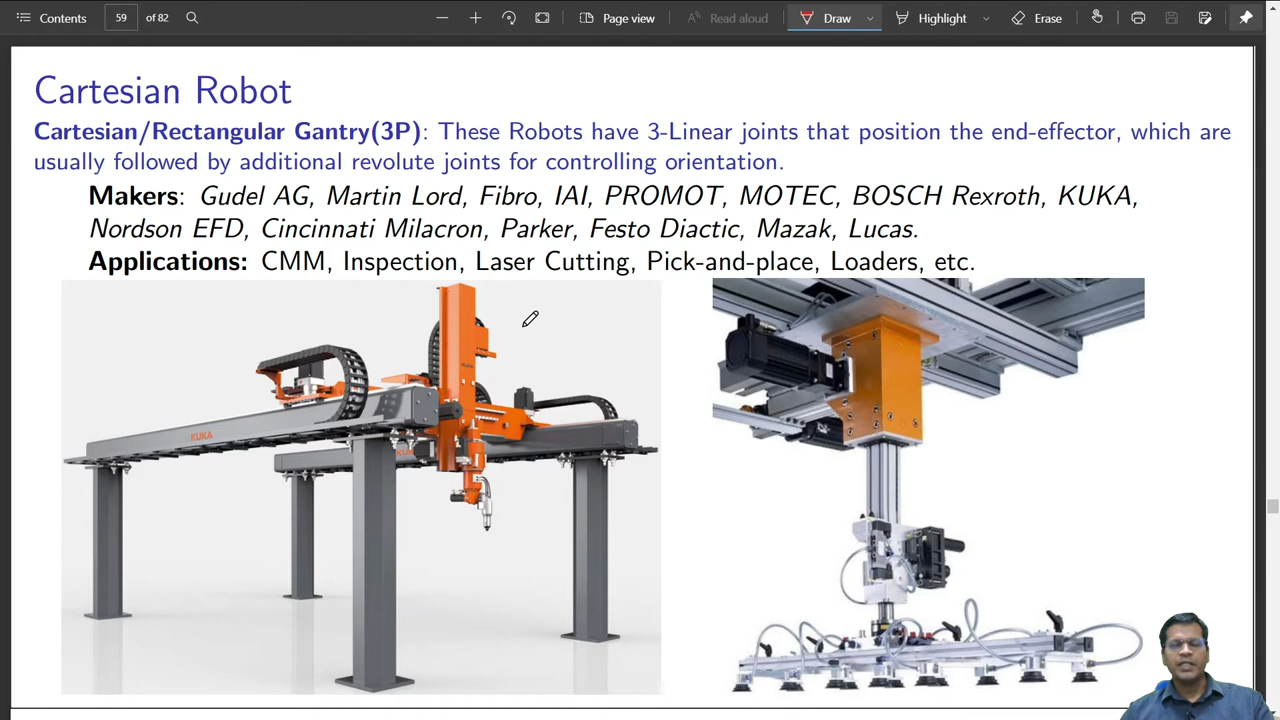 Contents
59
of 82
Page view
Read aloud
Draw
Highlight
Erase
Cartesian Robot
Cartesian/Rectangular Gantry(3P): These Robots have 3-Linear joints that position the end-effector, which are
usually followed by additional revolute joints for controlling orientation.
Makers: Gudel AG, Martin Lord, Fibro, IAI, PROMOT, MOTEC, BOSCH Rexroth, KUKA,
Nordson EFD, Cincinnati Milacron, Parker, Festo Diactic, Mazak, Lucas.
Applications: CMM, Inspection, Laser Cutting, Pick-and-place, Loaders, etc.
KUKA